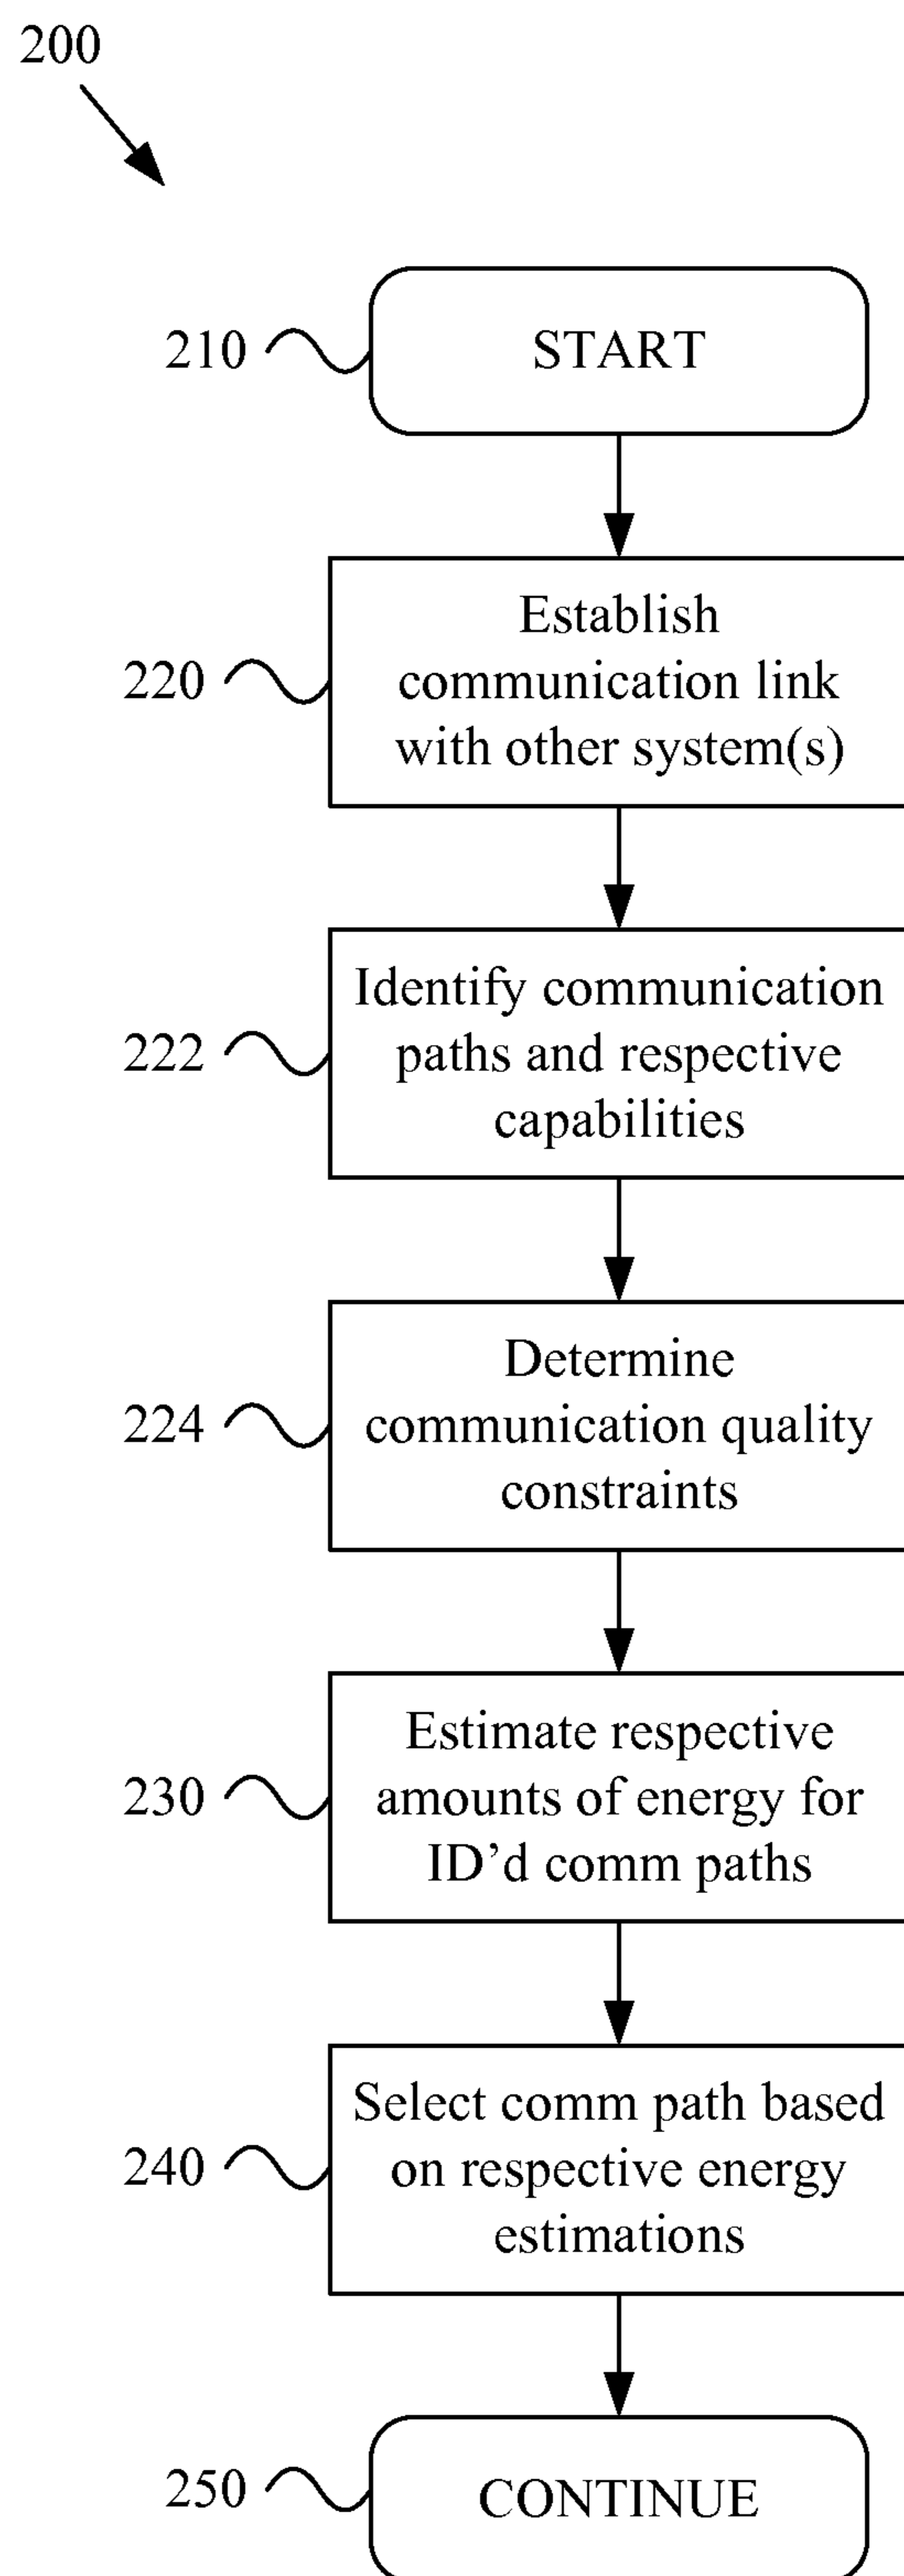 200
210
START
220
Establish
communication link
with other system(s)
222
Identify communication
paths and respective
capabilities
224
Determine
communication quality
constraints
230
Estimate respective
amounts of energy for
ID’d comm paths
240
Select comm path based
on respective energy
estimations
250
CONTINUE